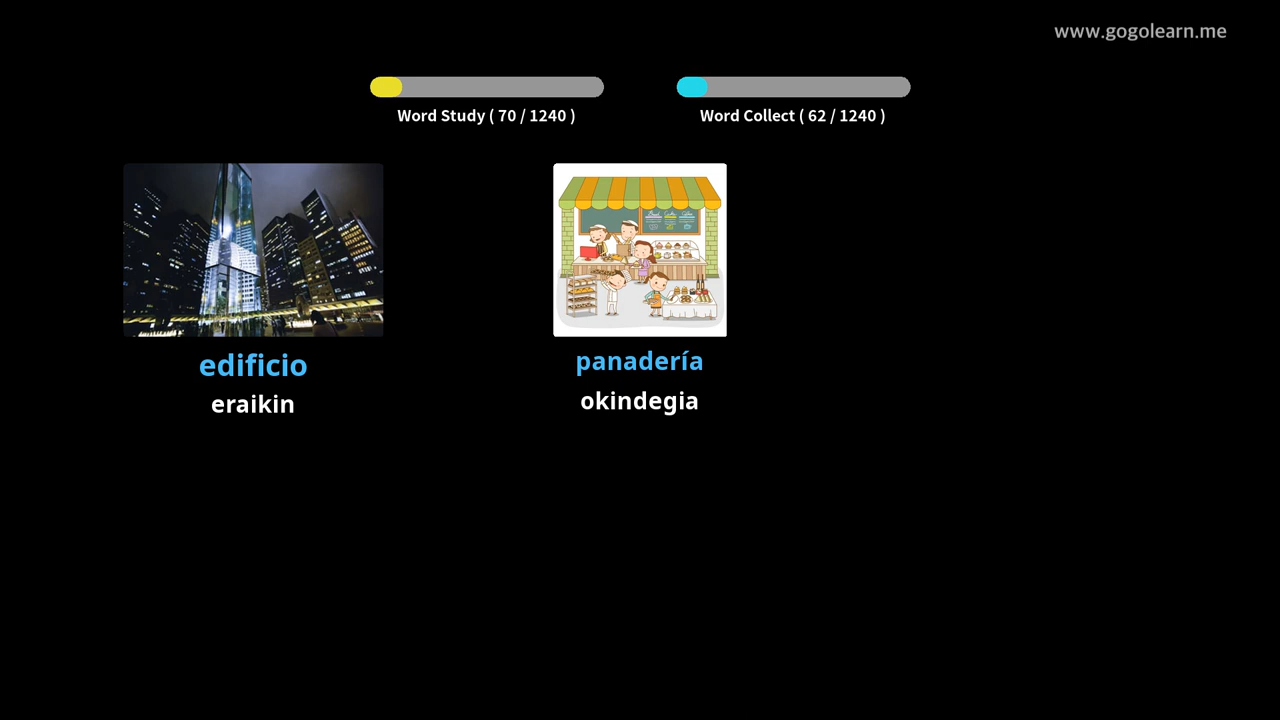 www.gogolearn.me
Word Study ( 70 / 1240 )
Word Collect ( 62 / 1240 )
edificio
eraikin
panadería
okindegia